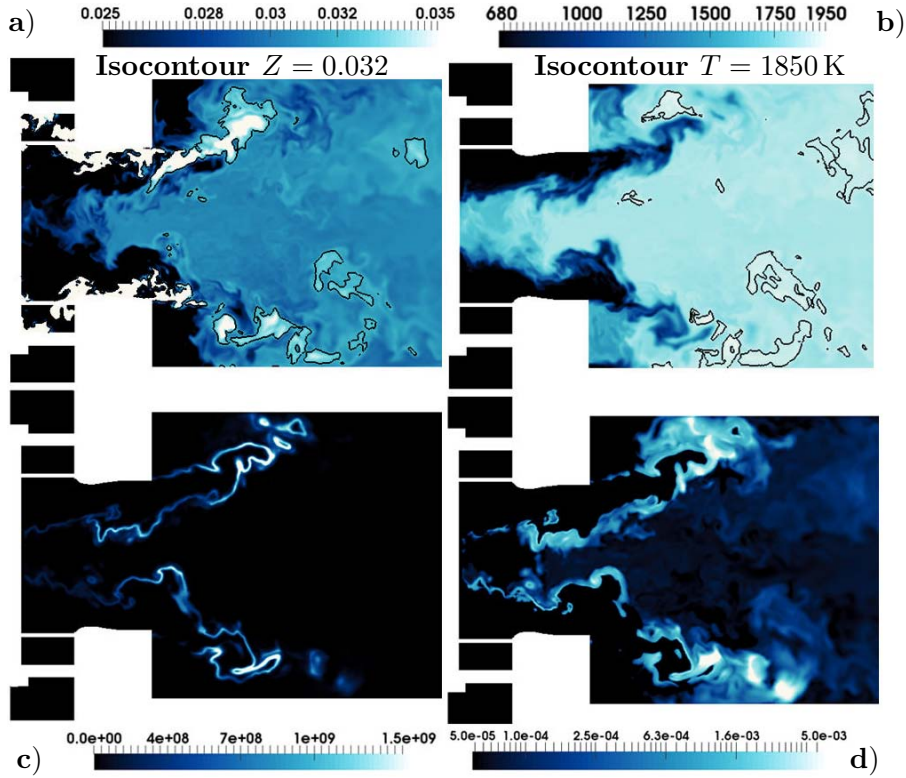 a)
0.025 0.028 0.03 0.032 0.035
680 1000 1250 1500 1750 1950
b)
Isocontour Z = 0.032
Isocontour T = 1850 K
c)
0.0e+00 4e+08 7e+08 1e+09 1.5e+09
5.0e-05 1.0e-04 2.5e-04 6.3e-04 1.6e-03 5.0e-03
d)